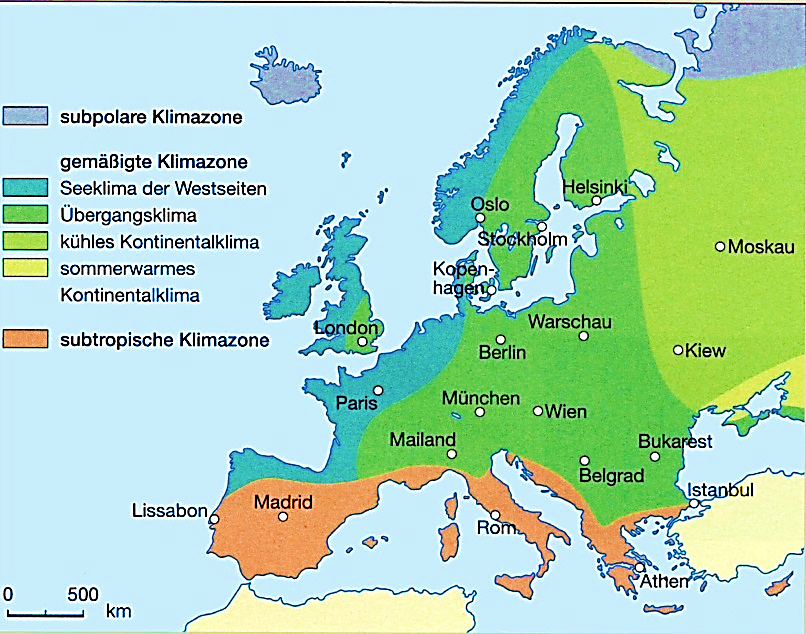 subpolare Klimazone
gemäßigte Klimazone
Seeklima der Westseiten
Übergangsklima
kühles Kontinentalklima
sommerwarmes
Kontinentalklima
subtropische Klimazone
Oslo
Helsinki
Stockholm
Kopen-
hagen
Moskau
London
Warschau
Berlin
Kiew
Paris
München
Wien
Mailand
Bukarest
Belgrad
Lissabon
Madrid
Istanbul
Rom
Athen
0 500
km